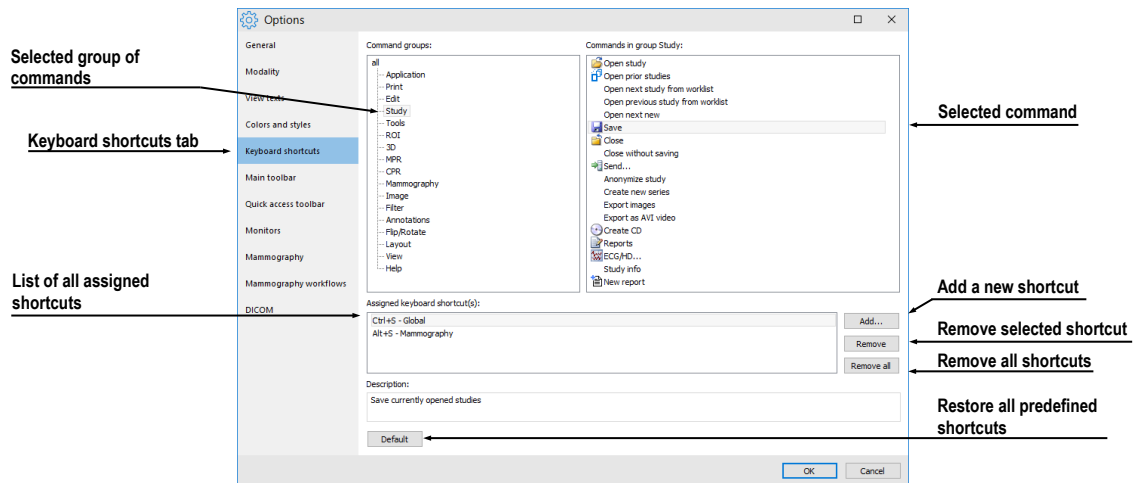 Options
General
Modality
View texts
Colors and styles
Keyboard shortcuts
Main toolbar
Quick access toolbar
Monitors
Mammography
Mammography workflows
DICOM
Command groups:
all
Application
Print
Edit
Study
Tools
ROI
3D
MPR
CPR
Mammography
Image
Filter
Annotations
Flip/Rotate
Layout
View
Help
Commands in group Study:
Open study
Open prior studies
Open next study from worklist
Open previous study from worklist
Open next new
Save
Close
Close without saving
Send...
Anonymize study
Create new series
Export images
Export as AVI video
Create CD
Reports
ECG/HD...
Study info
New report
Assigned keyboard shortcut(s):
Ctrl+S - Global
Alt+S - Mammography
Add...
Remove
Remove all
Description:
Save currently opened studies
Default
OK
Cancel
Selected group of
commands
Keyboard shortcuts tab
List of all assigned
shortcuts
Selected command
Add a new shortcut
Remove selected shortcut
Remove all shortcuts
Restore all predefined
shortcuts